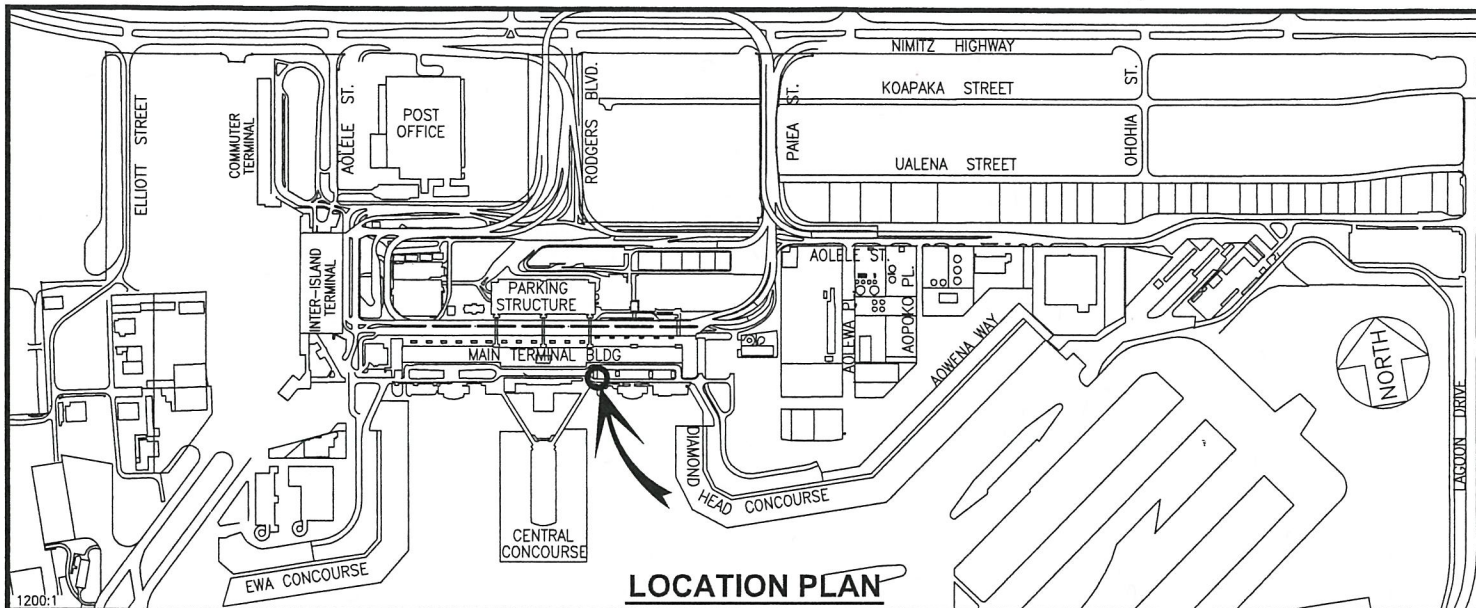 NIMITZ HIGHWAY
KOAPAKA STREET
UALENA STREET
ELLIOTT STREET
COMMUTER
TERMINAL
AOLELE ST.
POST
OFFICE
RODGERS BLVD.
PAIEA ST.
OHOHIA ST.
INTER-ISLAND
TERMINAL
PARKING
STRUCTURE
AOLELE ST.
MAIN TERMINAL BLDG
AOLEWA PL.
AOPOKO PL.
AOWENA WAY
NORTH
LAGOON DRIVE
DIAMOND HEAD CONCOURSE
CENTRAL
CONCOURSE
EWA CONCOURSE
LOCATION PLAN
1200:1